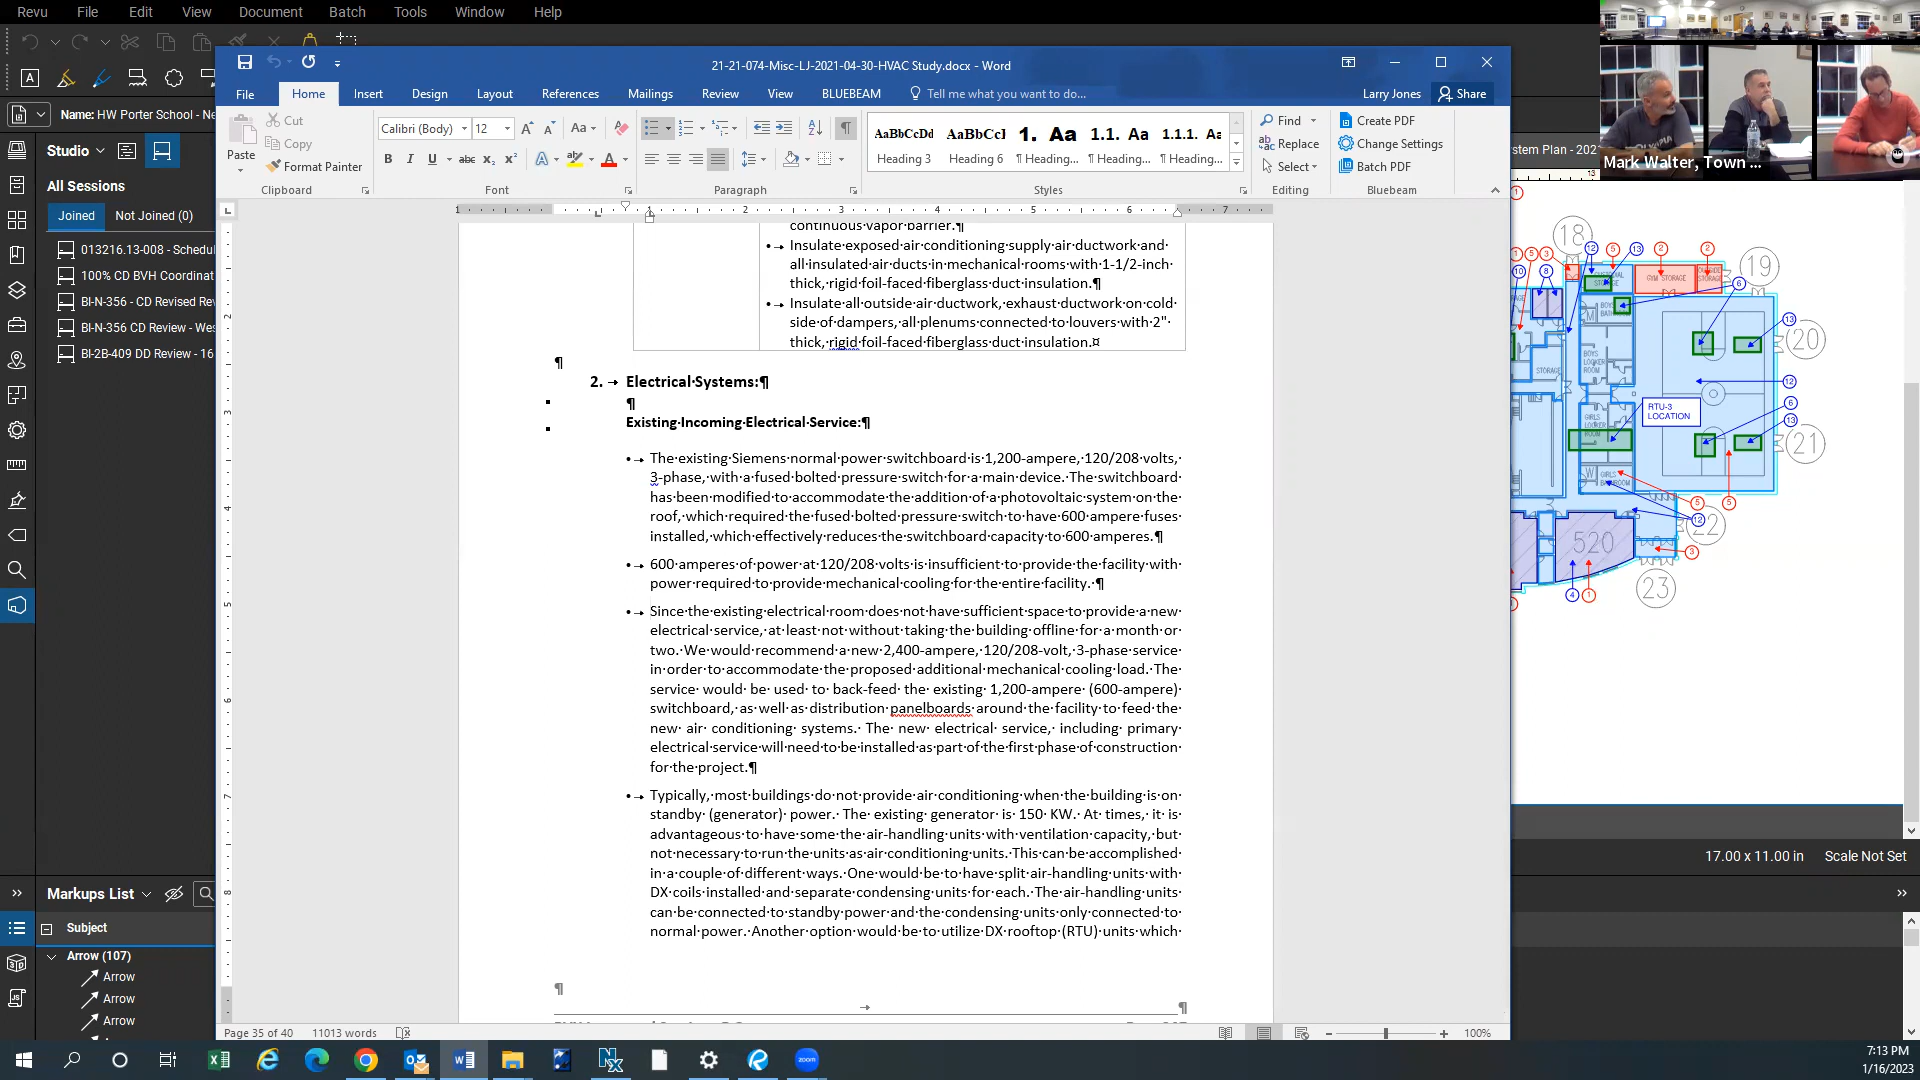 Revu File Edit View Document Batch Tools Window Help
21-21-074-Misc-LJ-2021-04-30-HVAC Study.docx - Word
File Home Insert Design Layout References Mailings Review View BLUEBEAM Tell me what you want to do... Larry Jones Share
Name: HW Porter School - Ne
Cut
Copy
Paste
Format Painter
Clipboard
Calibri (Body) 12
Font
Paragraph
AaBbCcDd AaBbCcI 1. Aa 1.1. Aa 1.1.1. Aa
Heading 3 Heading 6 ¶ Heading... ¶ Heading... ¶ Heading...
Styles
Find
Replace
Select
Editing
Create PDF
Change Settings
Batch PDF
Bluebeam
Mark Walter, Town ...
ystem Plan - 202
Studio
All Sessions
Joined Not Joined (0)
013216.13-008 - Schedul
100% CD BVH Coordinat
BI-N-356 - CD Revised Re
BI-N-356 CD Review - Wes
BI-2B-409 DD Review - 16
continuous vapor barrier.¶
Insulate exposed air conditioning supply air ductwork and
all insulated air ducts in mechanical rooms with 1-1/2-inch
thick, rigid foil-faced fiberglass duct insulation.¶
Insulate all outside air ductwork, exhaust ductwork on cold
side of dampers, all plenums connected to louvers with 2"
thick, rigid foil-faced fiberglass duct insulation.¤
¶
2. Electrical Systems:¶
¶
Existing Incoming Electrical Service:¶
The existing Siemens normal power switchboard is 1,200-ampere, 120/208 volts,
3-phase, with a fused bolted pressure switch for a main device. The switchboard
has been modified to accommodate the addition of a photovoltaic system on the
roof, which required the fused bolted pressure switch to have 600 ampere fuses
installed, which effectively reduces the switchboard capacity to 600 amperes.¶
600 amperes of power at 120/208 volts is insufficient to provide the facility with
power required to provide mechanical cooling for the entire facility. ¶
Since the existing electrical room does not have sufficient space to provide a new
electrical service, at least not without taking the building offline for a month or
two. We would recommend a new 2,400-ampere, 120/208-volt, 3-phase service
in order to accommodate the proposed additional mechanical cooling load. The
service would be used to back-feed the existing 1,200-ampere (600-ampere)
switchboard, as well as distribution panelboards around the facility to feed the
new air conditioning systems. The new electrical service, including primary
electrical service will need to be installed as part of the first phase of construction
for the project.¶
Typically, most buildings do not provide air conditioning when the building is on
standby (generator) power. The existing generator is 150 KW. At times, it is
advantageous to have some the air-handling units with ventilation capacity, but
not necessary to run the units as air conditioning units. This can be accomplished
in a couple of different ways. One would be to have split air-handling units with
DX coils installed and separate condensing units for each. The air-handling units
can be connected to standby power and the condensing units only connected to
normal power. Another option would be to utilize DX rooftop (RTU) units which
¶
¶
18
19
20
21
22
23
520
GYM STORAGE
STORAGE
BOYS LOCKER ROOM
RTU-3 LOCATION
17.00 x 11.00 in Scale Not Set
Markups List
Subject
Arrow (107)
Arrow
Arrow
Arrow
Page 35 of 40 11013 words 100%
zoom
7:13 PM
1/16/2023